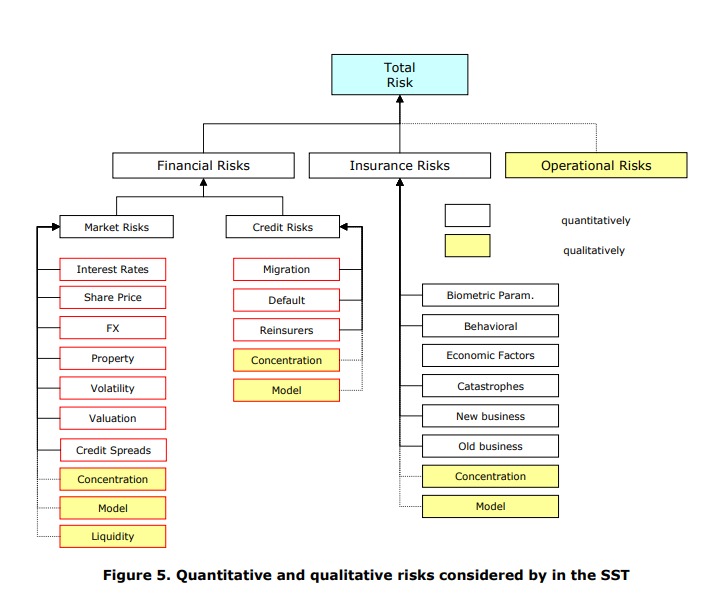 Total
Risk
Financial Risks
Insurance Risks
Operational Risks
Market Risks
Credit Risks
quantitatively
qualitatively
Interest Rates
Share Price
FX
Property
Volatility
Valuation
Credit Spreads
Concentration
Model
Liquidity
Migration
Default
Reinsurers
Concentration
Model
Biometric Param.
Behavioral
Economic Factors
Catastrophes
New business
Old business
Concentration
Model
Figure 5. Quantitative and qualitative risks considered by in the SST